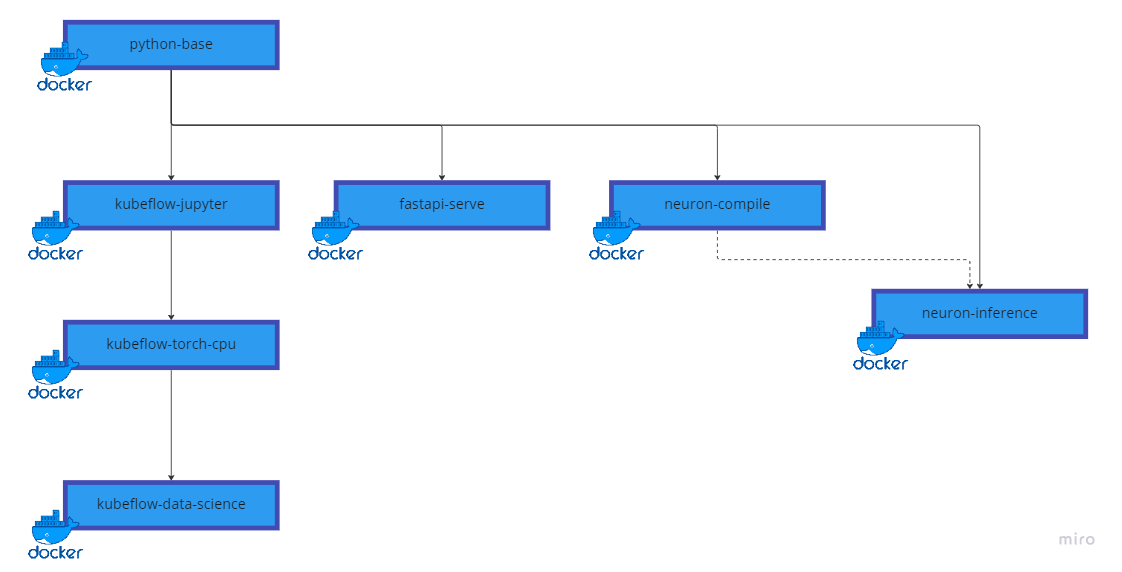 python-base
docker
kubeflow-jupyter
fastapi-serve
neuron-compile
docker
docker
docker
neuron-inference
kubeflow-torch-cpu
docker
docker
kubeflow-data-science
docker
miro